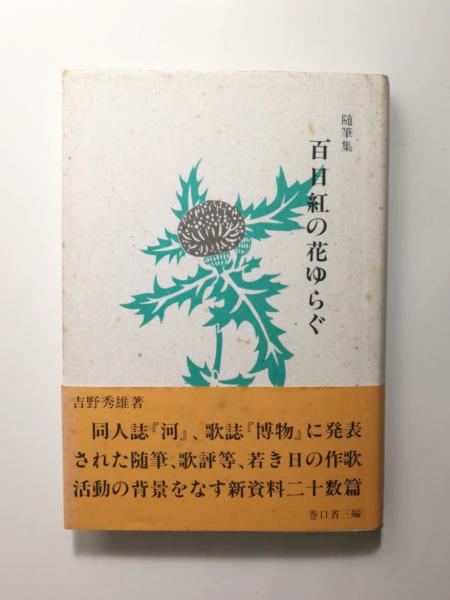 随筆集
百日紅の花ゆらぐ
吉野秀雄著
同人誌『河』、歌誌『博物』に発表
された随筆、歌評等、若き日の作歌
活動の背景をなす新資料二十数篇
巻口省三編